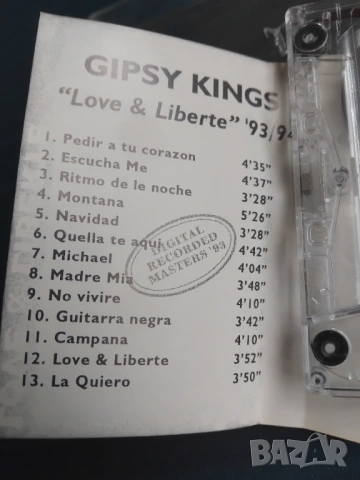 GIPSY KINGS
"Love & Liberte" '93/94
1. Pedir a tu corazon 4'35"
2. Escucha Me 4'37"
3. Ritmo de le noche 3'28"
4. Montana 5'26"
5. Navidad 3'28"
6. Quella te aqui 4'42"
7. Michael 4'04"
8. Madre Mia 3'48"
9. No vivire 4'10"
10. Guitarra negra 3'42"
11. Campana 4'10"
12. Love & Liberte 3'52"
13. La Quiero 3'50"
DIGITAL
RECORDED
MASTERS '93
BAZAR